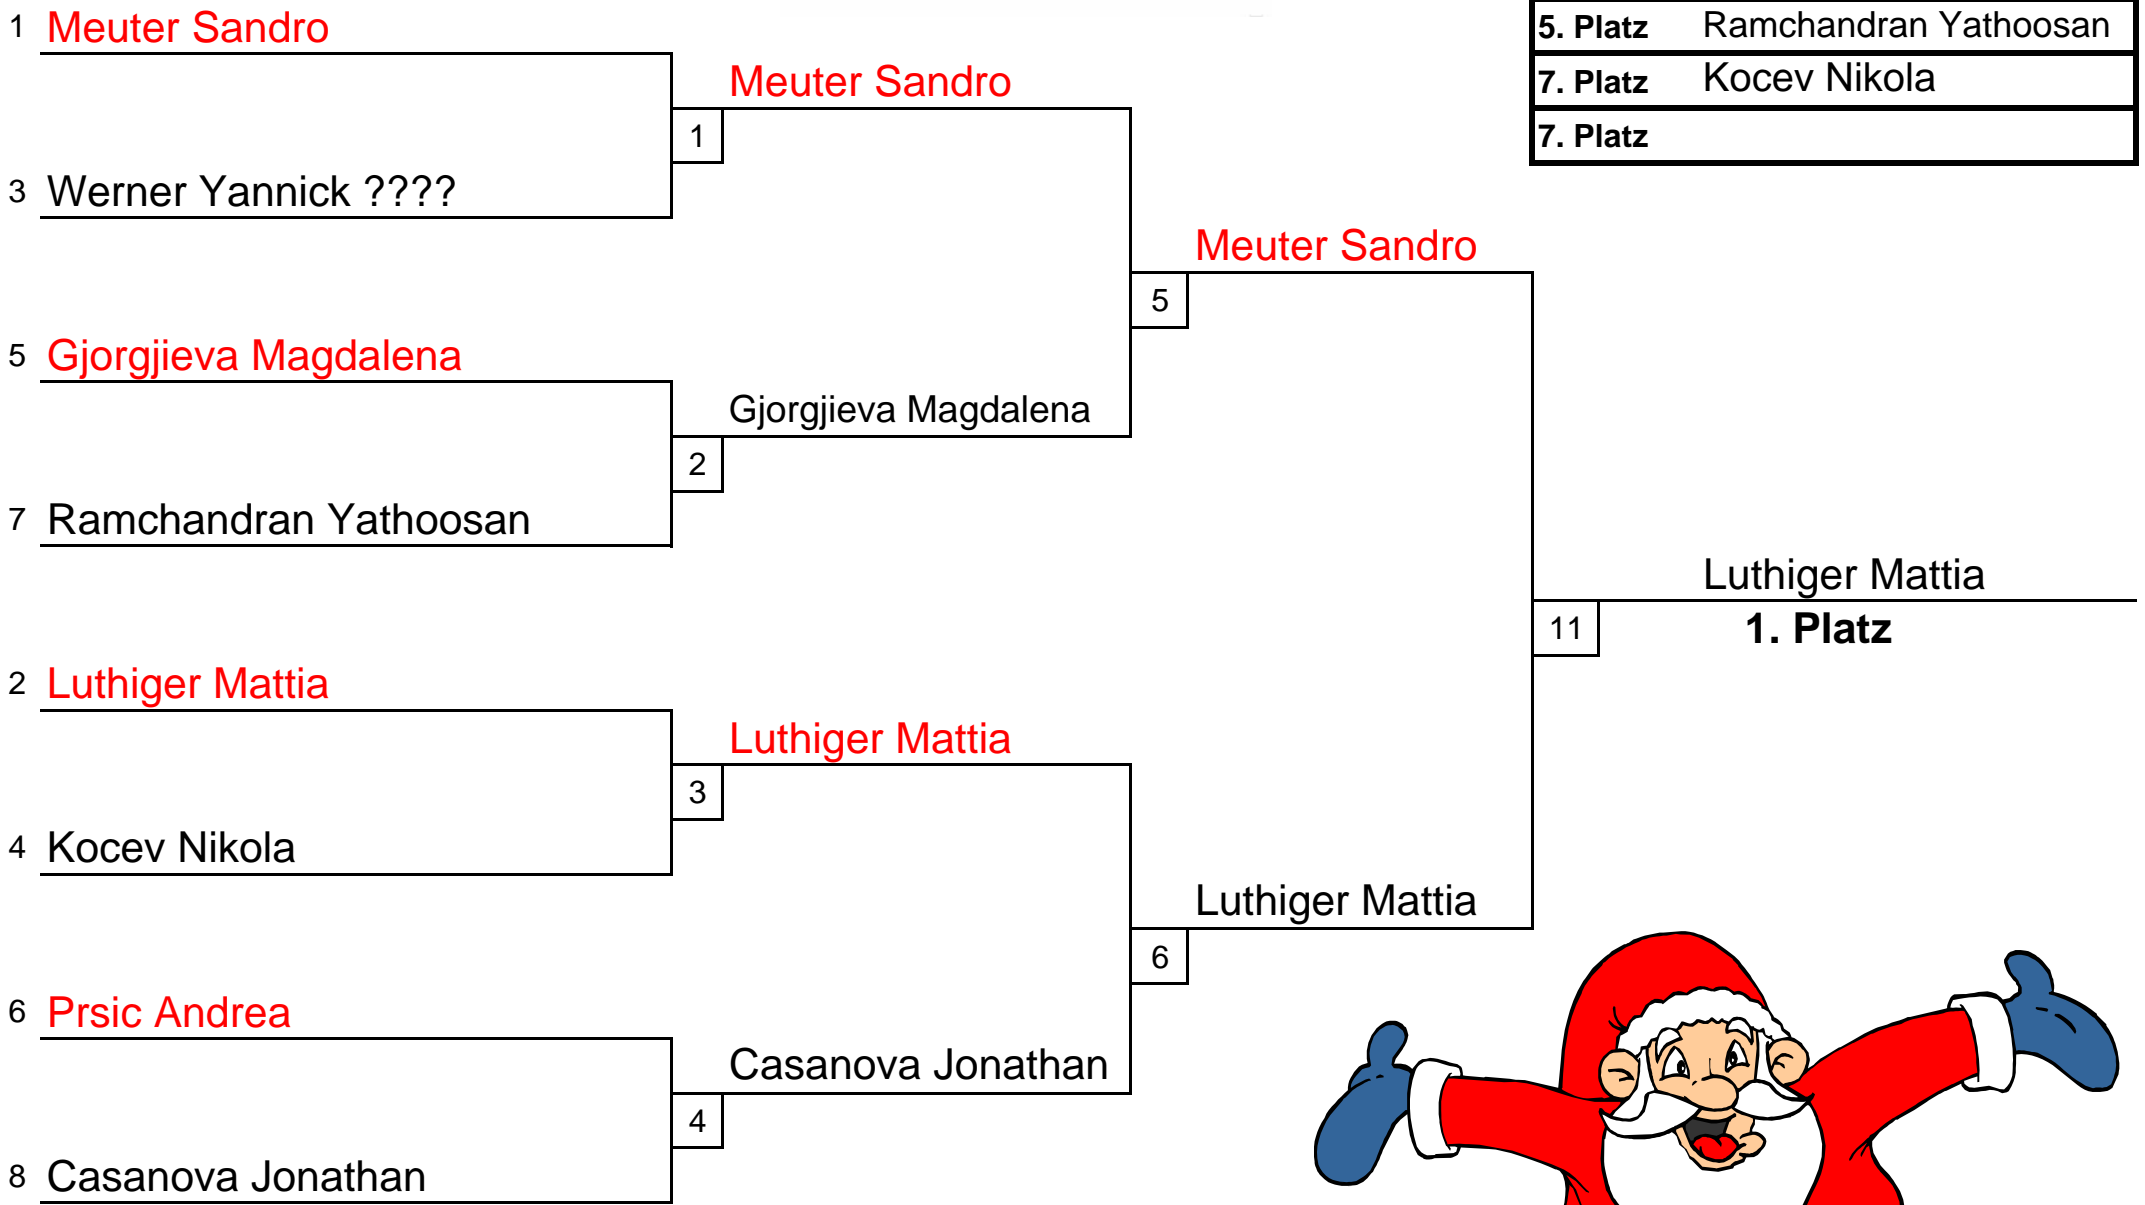 1 Meuter Sandro
5. Platz Ramchandran Yathoosan
Meuter Sandro
7. Platz Kocev Nikola
1
7. Platz
3 Werner Yannick ????
Meuter Sandro
5
5 Gjorgjieva Magdalena
Gjorgjieva Magdalena
2
7 Ramchandran Yathoosan
Luthiger Mattia
11
1. Platz
2 Luthiger Mattia
Luthiger Mattia
3
4 Kocev Nikola
Luthiger Mattia
6
6 Prsic Andrea
Casanova Jonathan
4
8 Casanova Jonathan